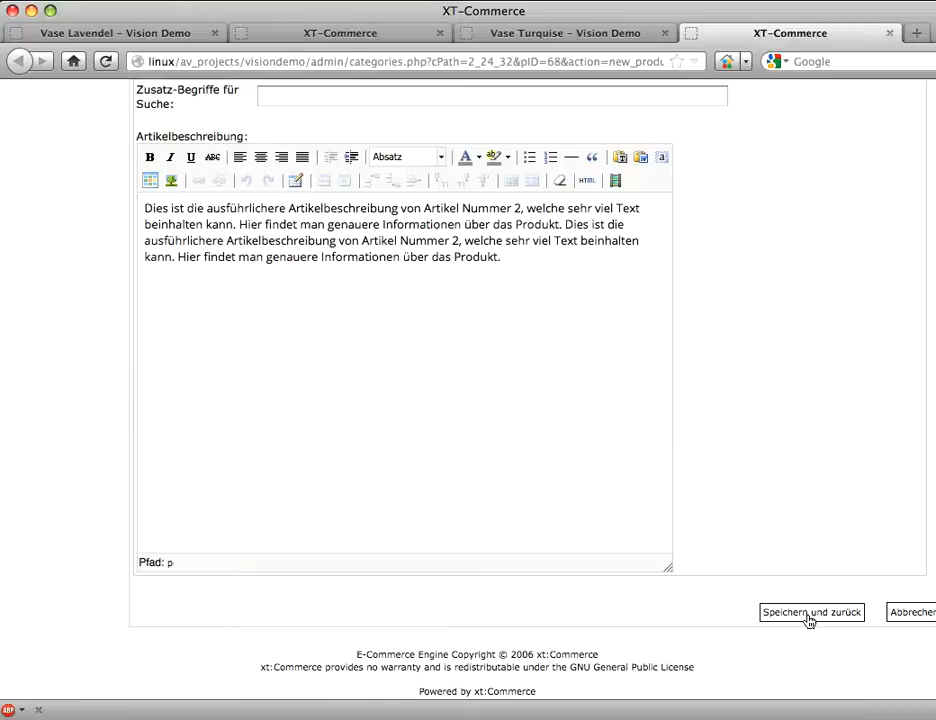 XT-Commerce
Vase Lavendel – Vision Demo
XT-Commerce
Vase Turquise – Vision Demo
XT-Commerce
linux/av_projects/visiondemo/admin/categories.php?cPath=2_24_32&pID=68&action=new_produ
Google
Zusatz-Begriffe für
Suche:
Artikelbeschreibung:
B I U ABC Absatz A ab
HTML
Dies ist die ausführlichere Artikelbeschreibung von Artikel Nummer 2, welche sehr viel Text
beinhalten kann. Hier findet man genauere Informationen über das Produkt. Dies ist die
ausführlichere Artikelbeschreibung von Artikel Nummer 2, welche sehr viel Text beinhalten
kann. Hier findet man genauere Informationen über das Produkt.
Pfad: p
Speichern und zurück
Abbrechen
E-Commerce Engine Copyright © 2006 xt:Commerce
xt:Commerce provides no warranty and is redistributable under the GNU General Public License
Powered by xt:Commerce
ABP